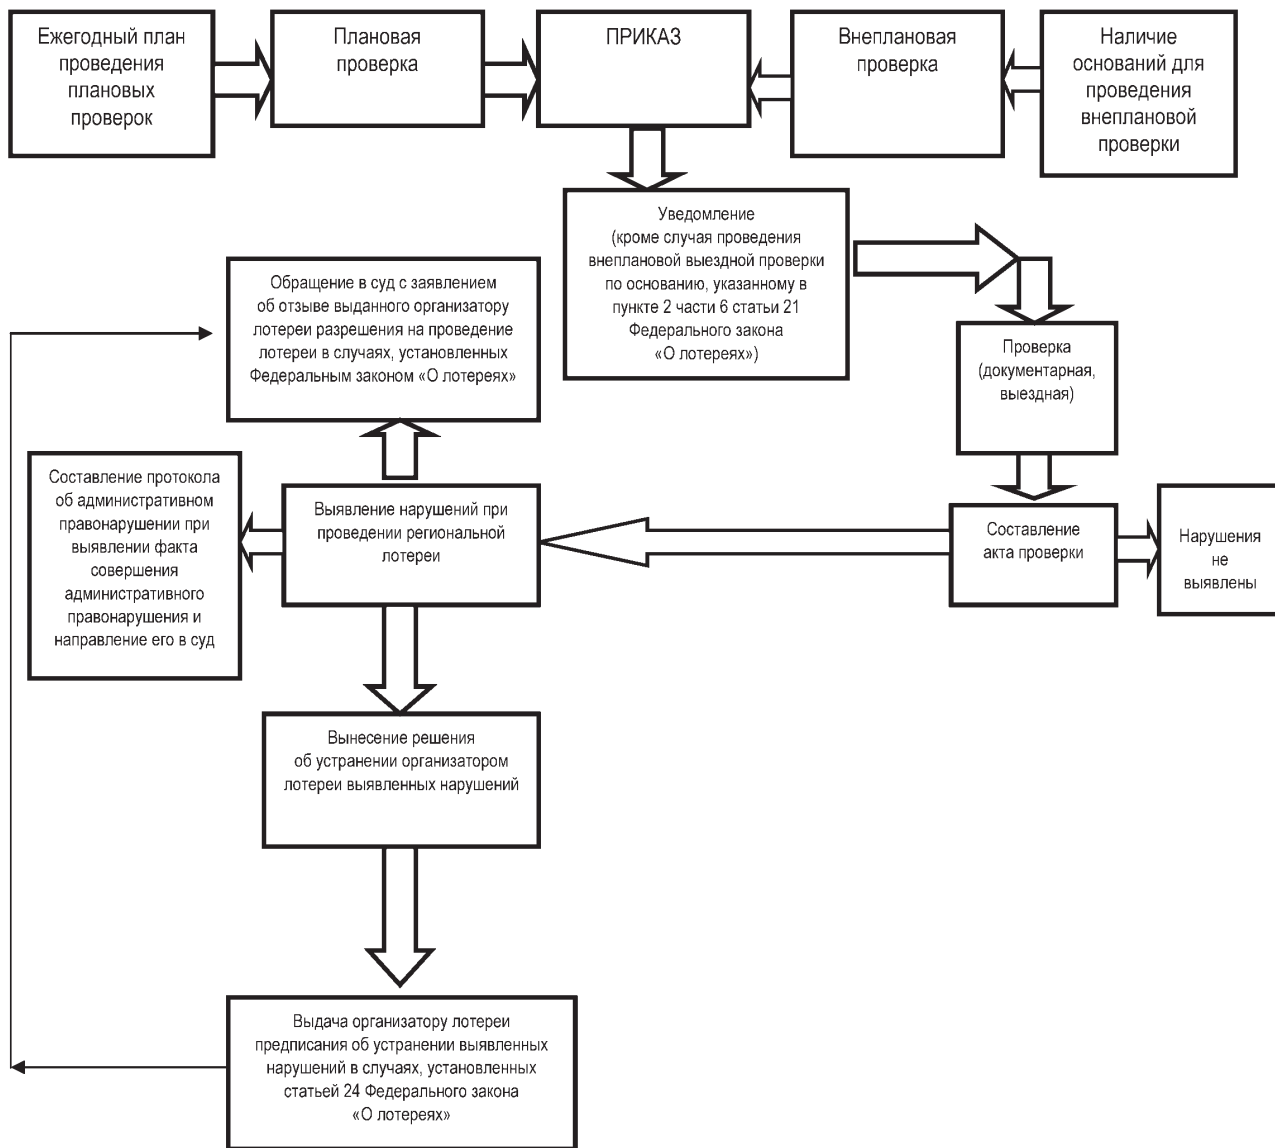 Ежегодный план
проведения
плановых
проверок
Плановая
проверка
ПРИКАЗ
Внеплановая
проверка
Наличие
оснований для
проведения
внеплановой
проверки
Уведомление
(кроме случая проведения
внеплановой выездной проверки
по основанию, указанному в
пункте 2 части 6 статьи 21
Федерального закона
«О лотереях»)
Обращение в суд с заявлением
об отзыве выданного организатору
лотереи разрешения на проведение
лотереи в случаях, установленных
Федеральным законом «О лотереях»
Проверка
(документарная,
выездная)
Составление протокола
об административном
правонарушении при
выявлении факта
совершения
административного
правонарушения и
направление его в суд
Выявление нарушений при
проведении региональной
лотереи
Составление
акта проверки
Нарушения
не
выявлены
Вынесение решения
об устранении организатором
лотереи выявленных нарушений
Выдача организатору лотереи
предписания об устранении выявленных
нарушений в случаях, установленных
статьей 24 Федерального закона
«О лотереях»